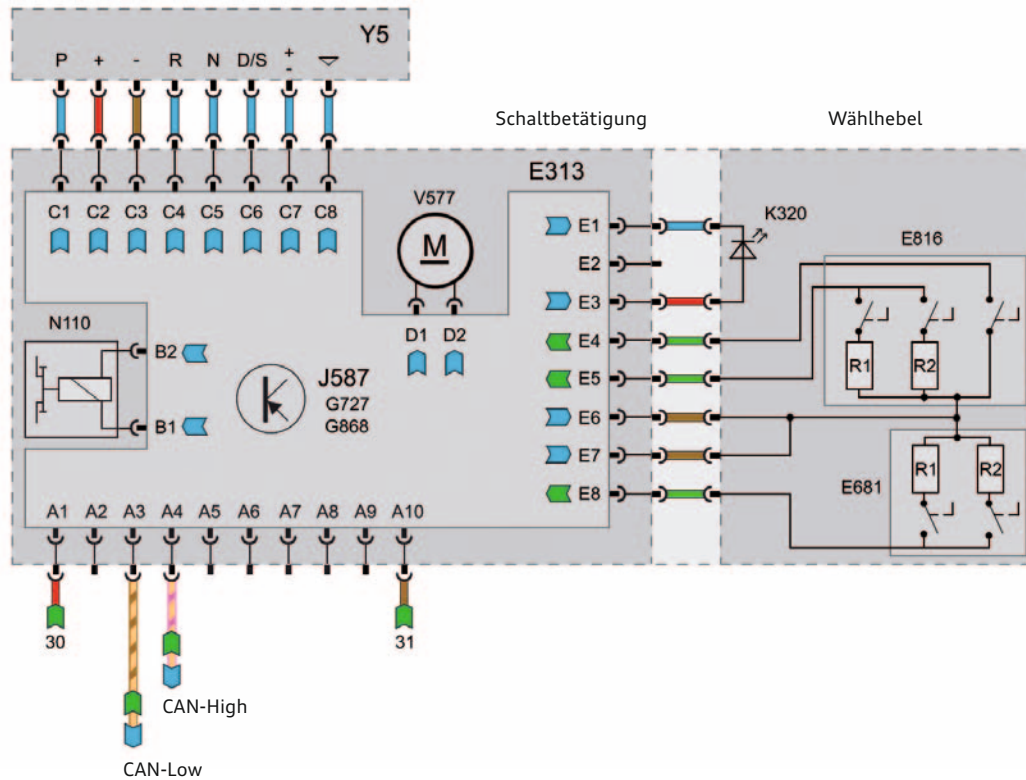 Y5
P + - R N D/S + -
Schaltbetätigung Wählhebel
E313
C1 C2 C3 C4 C5 C6 C7 C8
V577
M
D1 D2
E1
E2
E3
E4
E5
E6
E7
E8
K320
E816
R1 R2
E681
R1 R2
N110
B2
B1
J587
G727
G868
A1 A2 A3 A4 A5 A6 A7 A8 A9 A10
30
31
CAN-High
CAN-Low